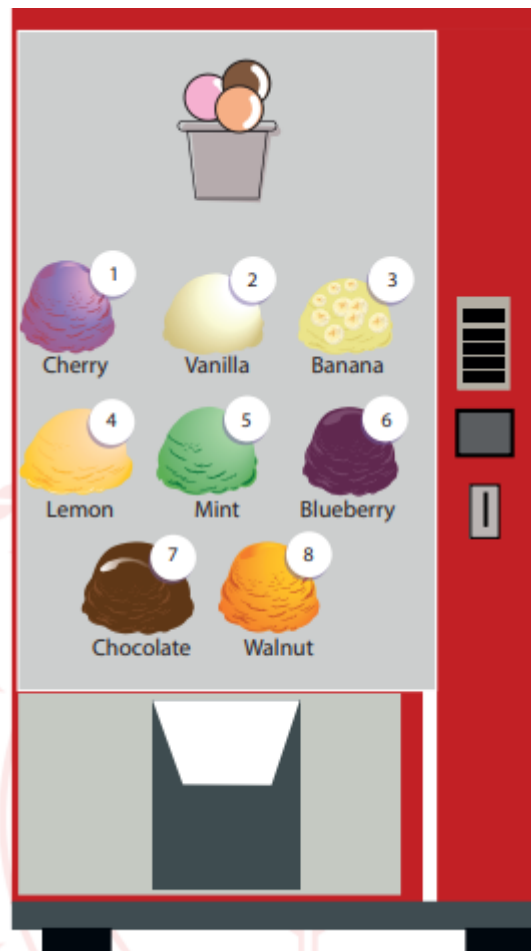 1 2 3
Cherry Vanilla Banana
4 5 6
Lemon Mint Blueberry
7 8
Chocolate Walnut